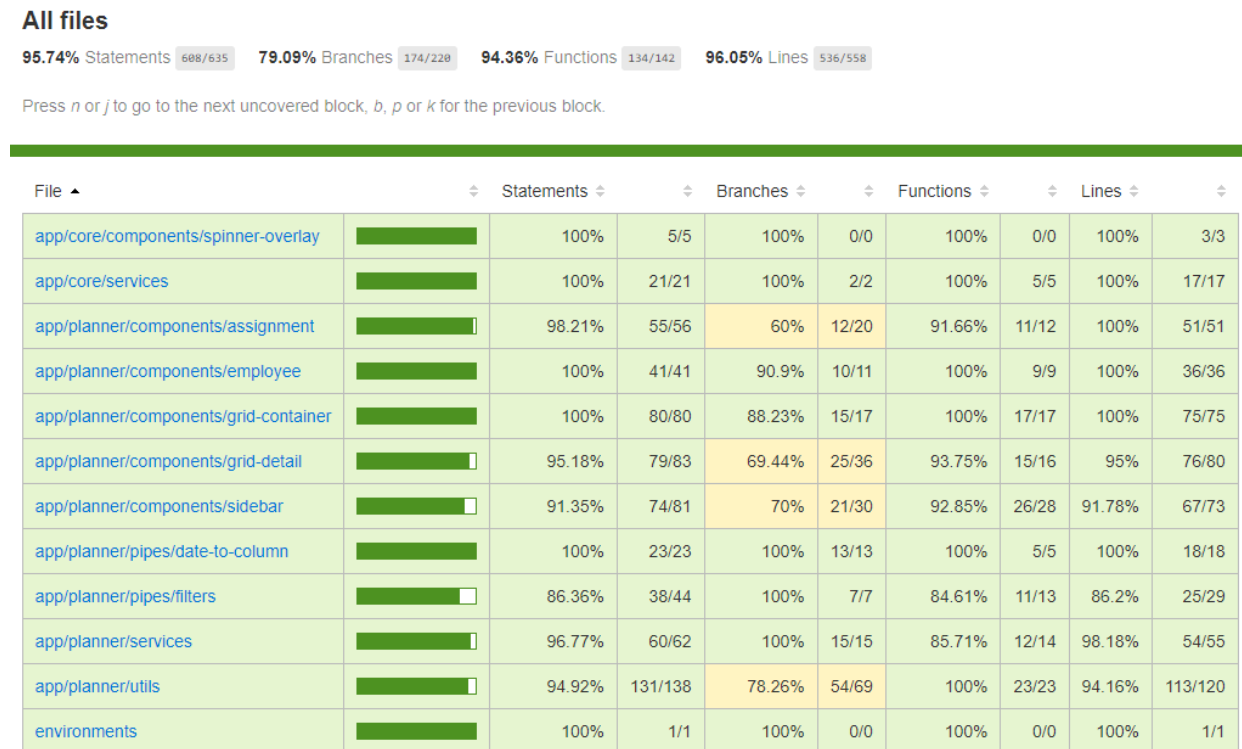 All files
95.74% Statements 608/635 79.09% Branches 174/220 94.36% Functions 134/142 96.05% Lines 536/558
Press n or j to go to the next uncovered block, b, p or k for the previous block.
File Statements Branches Functions Lines
app/core/components/spinner-overlay 100% 5/5 100% 0/0 100% 0/0 100% 3/3
app/core/services 100% 21/21 100% 2/2 100% 5/5 100% 17/17
app/planner/components/assignment 98.21% 55/56 60% 12/20 91.66% 11/12 100% 51/51
app/planner/components/employee 100% 41/41 90.9% 10/11 100% 9/9 100% 36/36
app/planner/components/grid-container 100% 80/80 88.23% 15/17 100% 17/17 100% 75/75
app/planner/components/grid-detail 95.18% 79/83 69.44% 25/36 93.75% 15/16 95% 76/80
app/planner/components/sidebar 91.35% 74/81 70% 21/30 92.85% 26/28 91.78% 67/73
app/planner/pipes/date-to-column 100% 23/23 100% 13/13 100% 5/5 100% 18/18
app/planner/pipes/filters 86.36% 38/44 100% 7/7 84.61% 11/13 86.2% 25/29
app/planner/services 96.77% 60/62 100% 15/15 85.71% 12/14 98.18% 54/55
app/planner/utils 94.92% 131/138 78.26% 54/69 100% 23/23 94.16% 113/120
environments 100% 1/1 100% 0/0 100% 0/0 100% 1/1